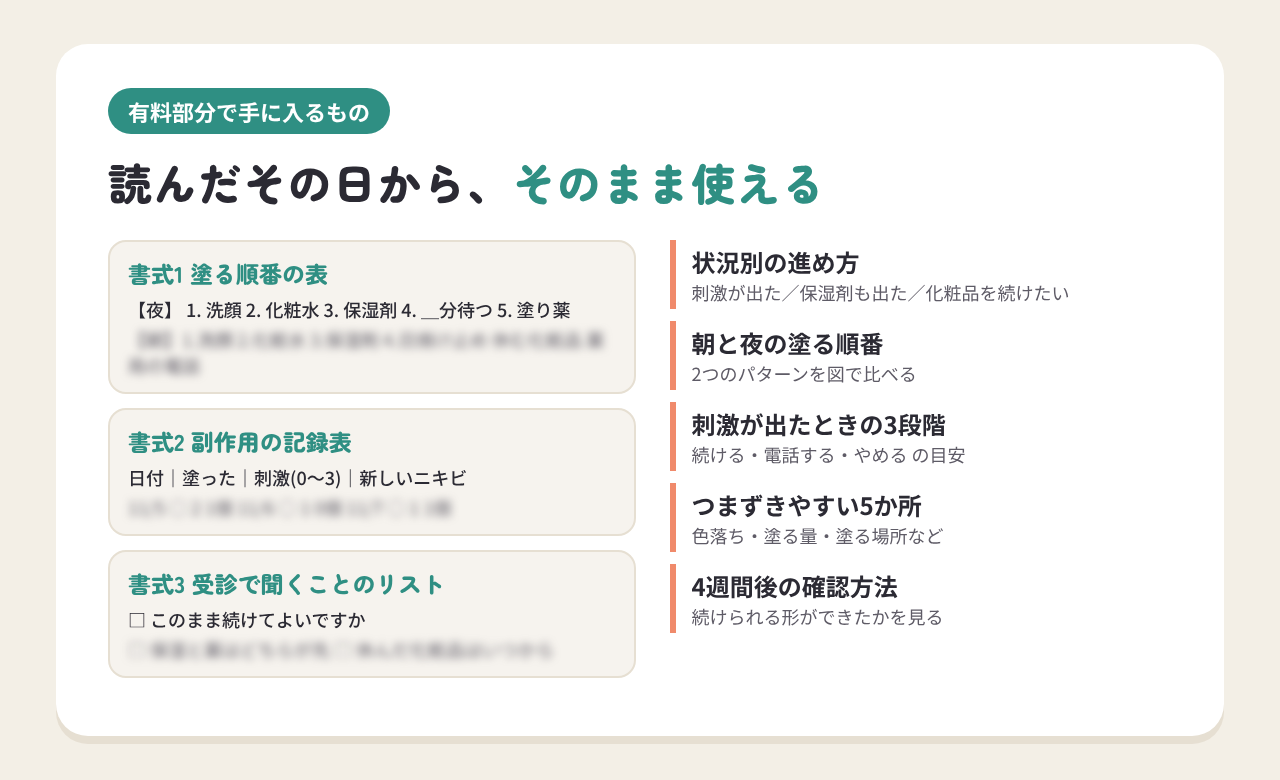 有料部分で手に入るもの
読んだその日から、そのまま使える
書式1 塗る順番の表
【夜】 1. 洗顔 2. 化粧水 3. 保湿剤 4. __分待つ 5. 塗り薬
書式2 副作用の記録表
日付｜塗った｜刺激(0〜3)｜新しいニキビ
書式3 受診で聞くことのリスト
□ このまま続けてよいですか
状況別の進め方
刺激が出た／保湿剤も出た／化粧品を続けたい
朝と夜の塗る順番
2つのパターンを図で比べる
刺激が出たときの3段階
続ける・電話する・やめる の目安
つまずきやすい5か所
色落ち・塗る量・塗る場所など
4週間後の確認方法
続けられる形ができたかを見る